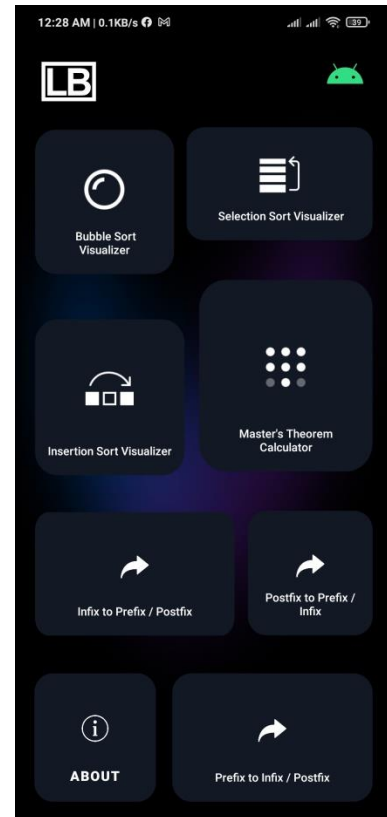 12:28 AM | 0.1KB/s
39
LB
Bubble Sort
Visualizer
Selection Sort Visualizer
Insertion Sort Visualizer
Master's Theorem
Calculator
Infix to Prefix / Postfix
Postfix to Prefix /
Infix
ABOUT
Prefix to Infix / Postfix